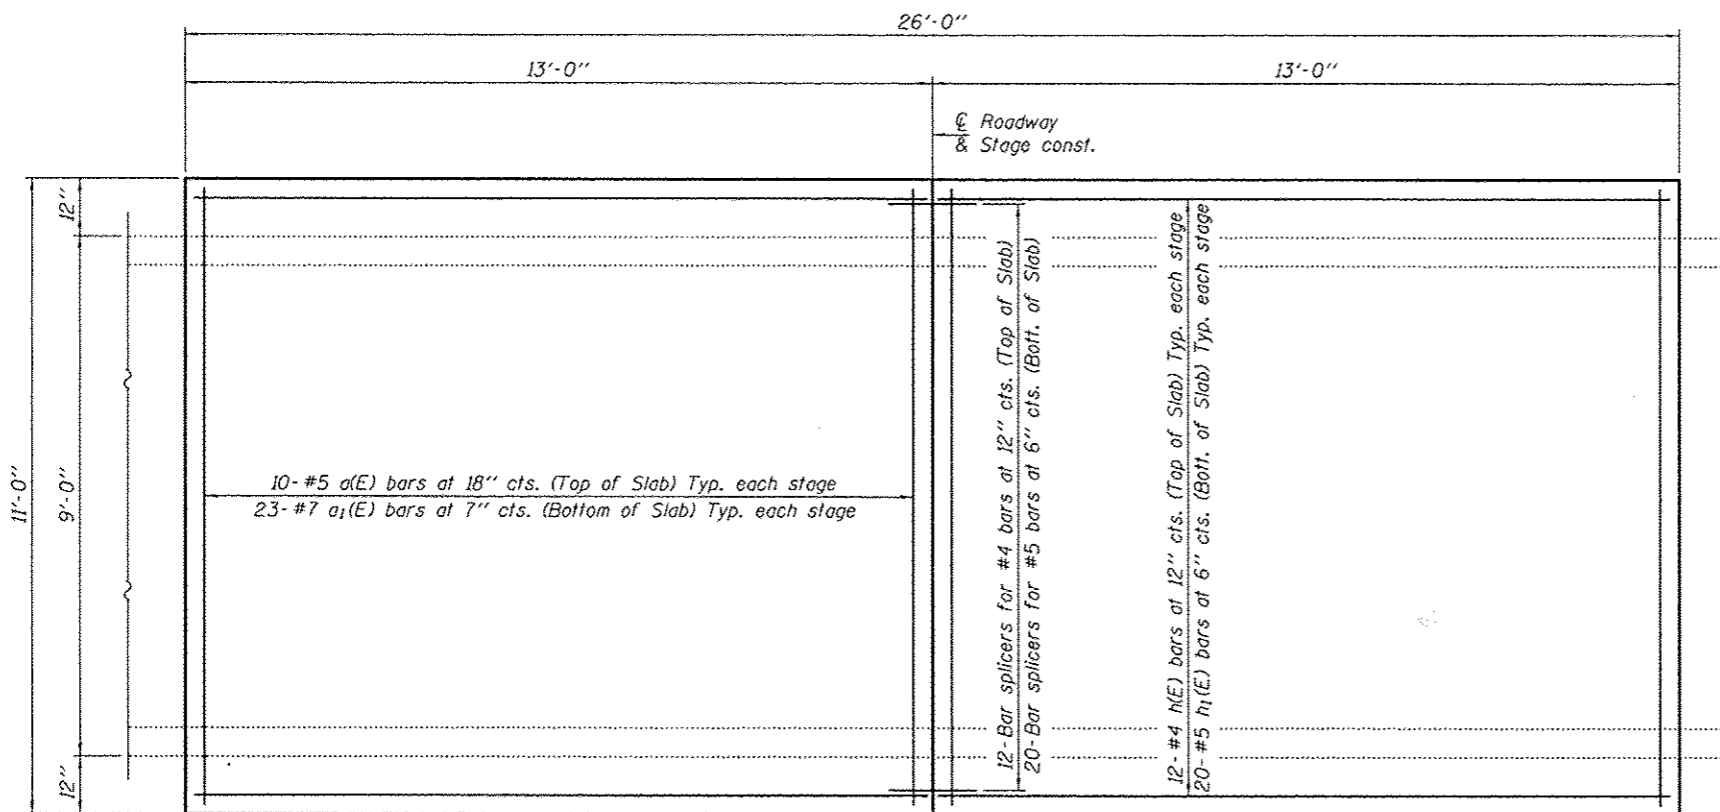 26'-0"
13'-0"
13'-0"
℄ Roadway
& Stage const.
12"
11'-0"
9'-0"
12"
10-#5 a(E) bars at 18" cts. (Top of Slab) Typ. each stage
23-#7 a₁(E) bars at 7" cts. (Bottom of Slab) Typ. each stage
12-Bar splicers for #4 bars at 12" cts. (Top of Slab)
20-Bar splicers for #5 bars at 6" cts. (Bott. of Slab)
12-#4 h(E) bars at 12" cts. (Top of Slab) Typ. each stage
20-#5 h₁(E) bars at 6" cts. (Bott. of Slab) Typ. each stage